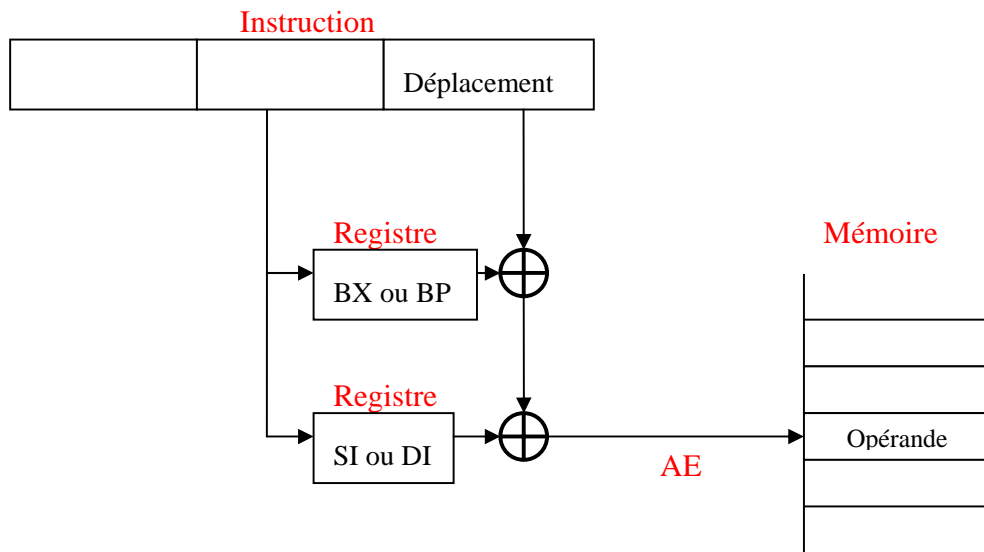 Instruction
Déplacement
Registre
Mémoire
BX ou BP
Registre
SI ou DI
Opérande
AE